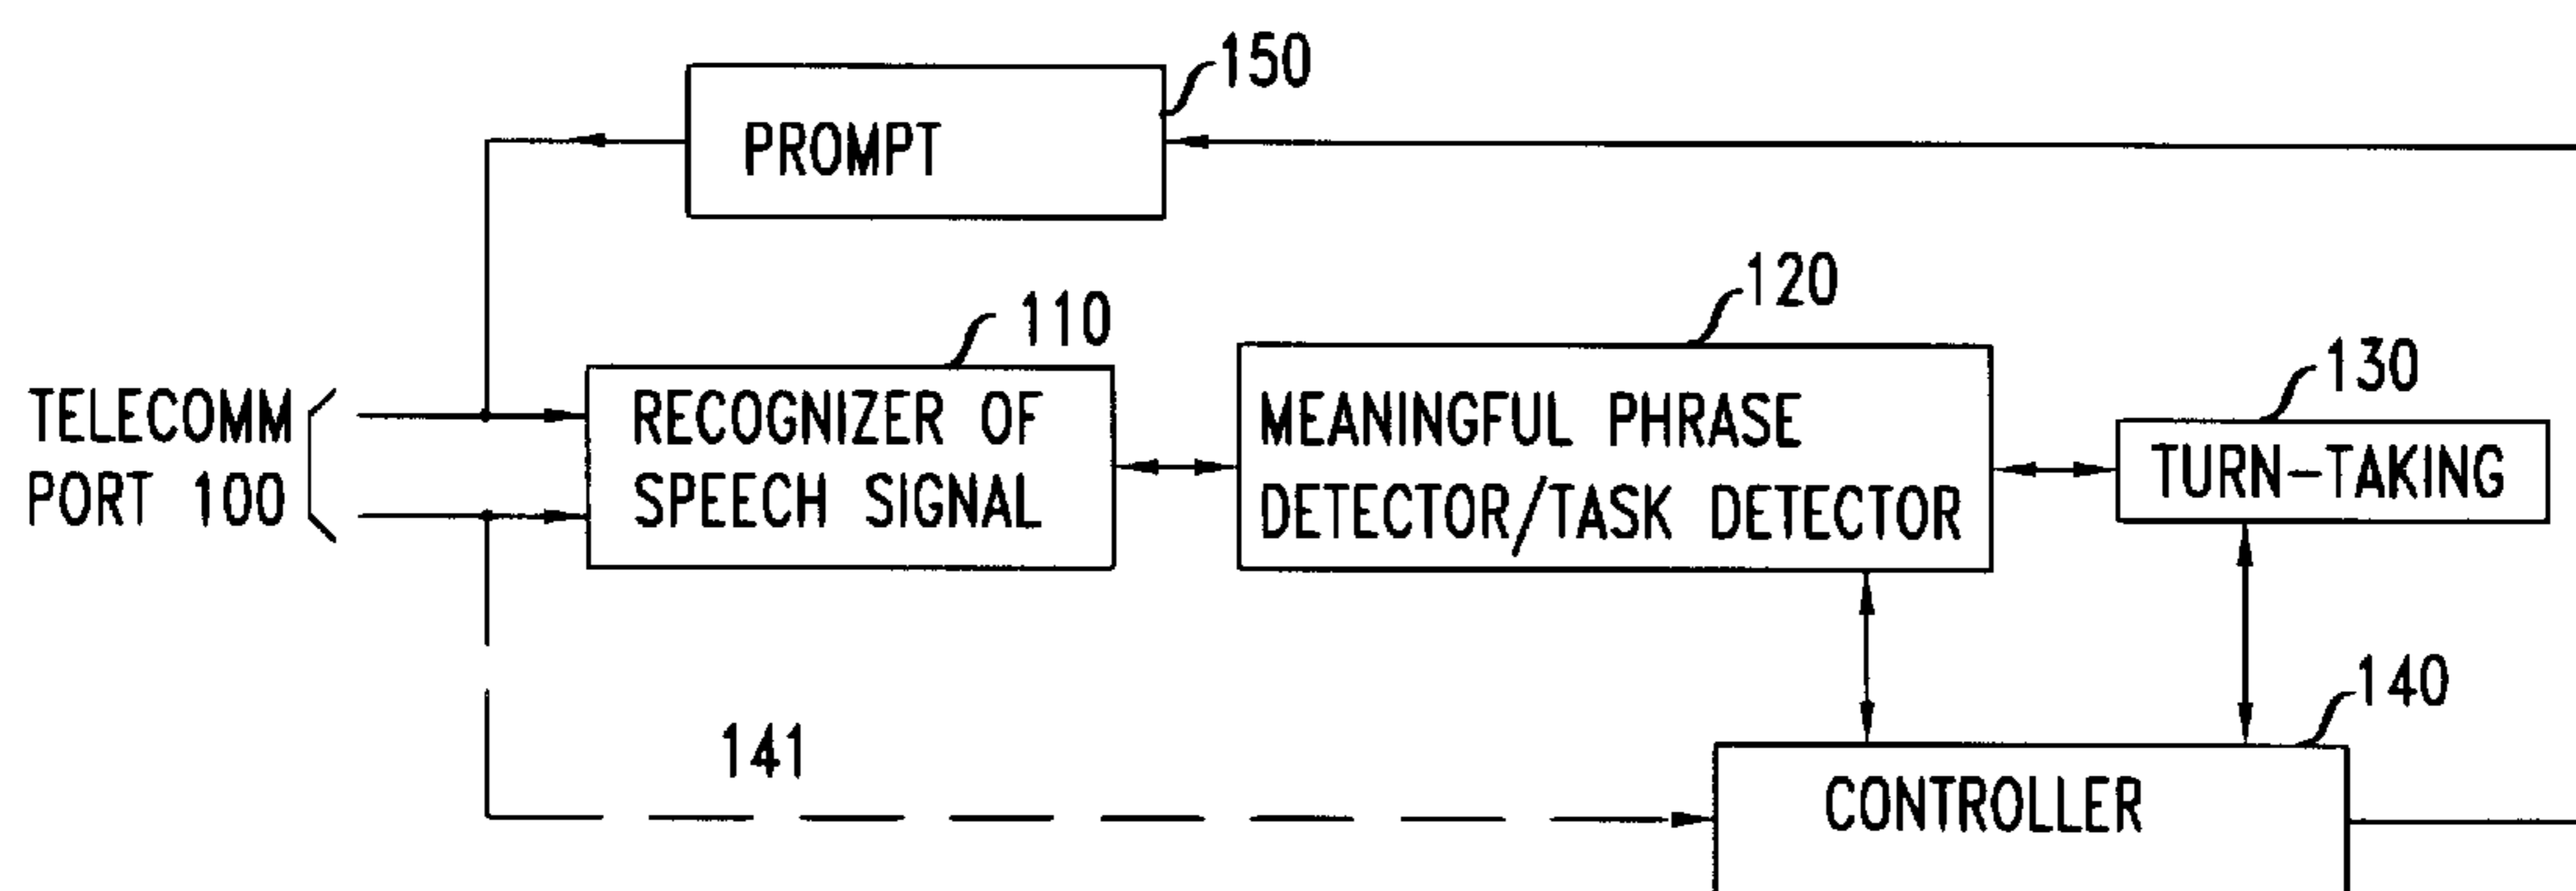 150
PROMPT
120
110
130
TELECOMM
PORT 100
RECOGNIZER OF
SPEECH SIGNAL
MEANINGFUL PHRASE
DETECTOR/TASK DETECTOR
TURN-TAKING
140
141
CONTROLLER